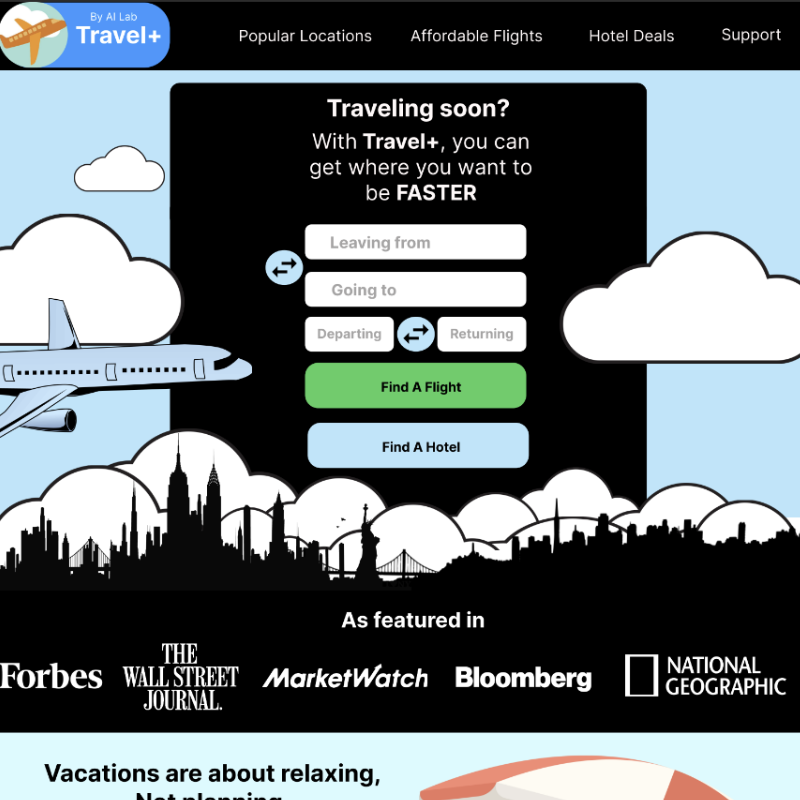 By AI Lab
Travel+
Popular Locations
Affordable Flights
Hotel Deals
Support
Traveling soon?
With Travel+, you can
get where you want to
be FASTER
Leaving from
Going to
Departing
Returning
Find A Flight
Find A Hotel
As featured in
Forbes
THE
WALL STREET
JOURNAL.
MarketWatch
Bloomberg
NATIONAL
GEOGRAPHIC
Vacations are about relaxing,
Not planning